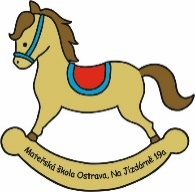 Mateřská škola Ostrava, Na Jízdárně 19a